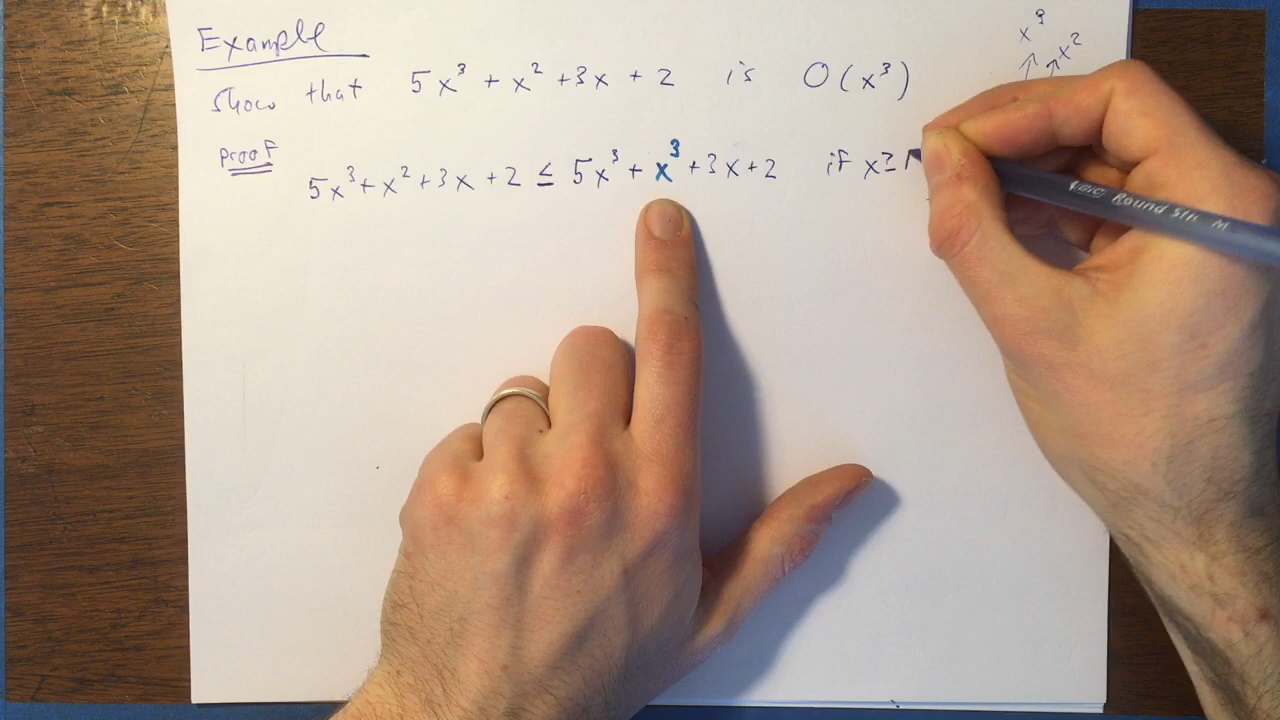 Example
x³
x²
Show that 5x³ + x² + 3x + 2 is O(x³)
Proof
5x³ + x² + 3x + 2 ≤ 5x³ + x³ + 3x + 2 if x ≥
BIC Round Stic M